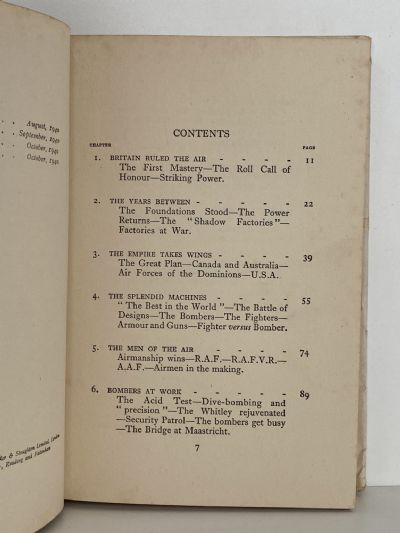 . . August, 1940
. . September, 1940
. . October, 1940
. . October, 1940
& Stoughton Limited, London
Reading and Fakenham
CONTENTS
CHAPTER PAGE
1. BRITAIN RULED THE AIR - - - - 11
The First Mastery—The Roll Call of
Honour—Striking Power.
2. THE YEARS BETWEEN - - - - 22
The Foundations Stood—The Power
Returns—The "Shadow Factories"—
Factories at War.
3. THE EMPIRE TAKES WINGS - - - 39
The Great Plan—Canada and Australia—
Air Forces of the Dominions—U.S.A.
4. THE SPLENDID MACHINES - - - - 55
"The Best in the World"—The Battle of
Designs—The Bombers—The Fighters—
Armour and Guns—Fighter versus Bomber.
5. THE MEN OF THE AIR - - - - 74
Airmanship wins—R.A.F.—R.A.F.V.R.—
A.A.F.—Airmen in the making.
6. BOMBERS AT WORK - - - - - 89
The Acid Test—Dive-bombing and
"precision"—The Whitley rejuvenated
—Security Patrol—The bombers get busy
—The Bridge at Maastricht.
7